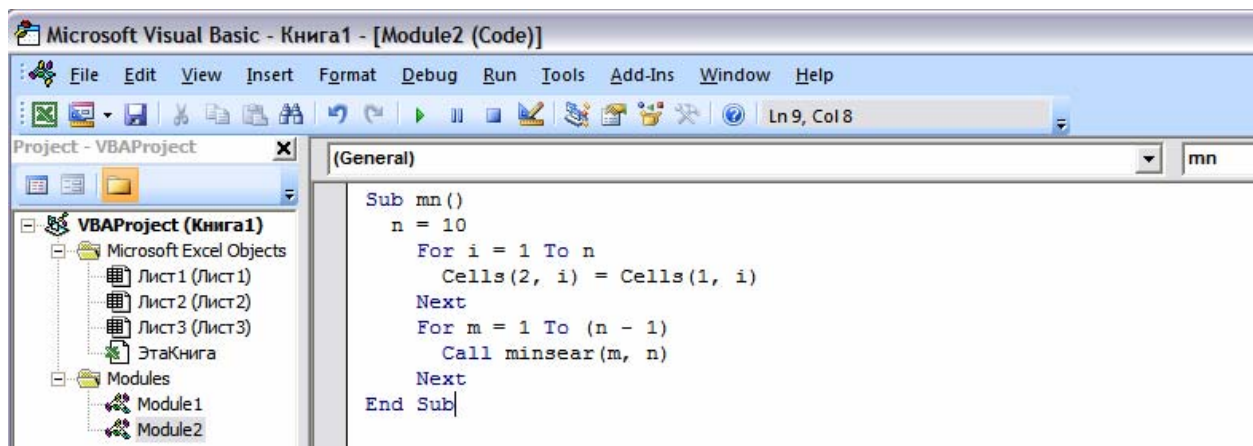 Microsoft Visual Basic - Книга1 - [Module2 (Code)]
File Edit View Insert Format Debug Run Tools Add-Ins Window Help
Ln 9, Col 8
Project - VBAProject
(General)
mn
VBAProject (Книга1)
Microsoft Excel Objects
Лист1 (Лист1)
Лист2 (Лист2)
Лист3 (Лист3)
ЭтаКнига
Modules
Module1
Module2
Sub mn()
n = 10
For i = 1 To n
Cells(2, i) = Cells(1, i)
Next
For m = 1 To (n - 1)
Call minsear(m, n)
Next
End Sub